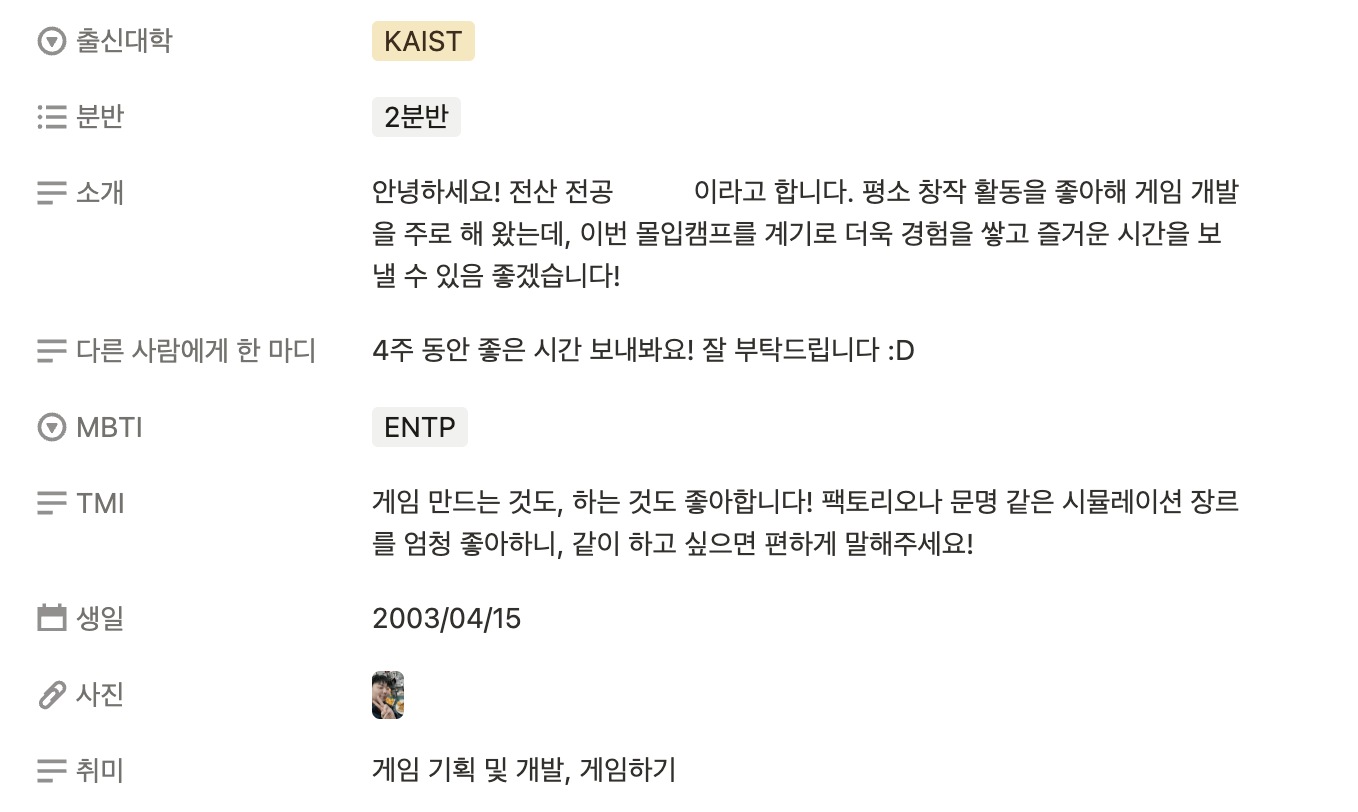 출신대학 KAIST
분반 2분반
소개 안녕하세요! 전산 전공 이라고 합니다. 평소 창작 활동을 좋아해 게임 개발
을 주로 해 왔는데, 이번 몰입캠프를 계기로 더욱 경험을 쌓고 즐거운 시간을 보
낼 수 있음 좋겠습니다!
다른 사람에게 한 마디 4주 동안 좋은 시간 보내봐요! 잘 부탁드립니다 :D
MBTI ENTP
TMI 게임 만드는 것도, 하는 것도 좋아합니다! 팩토리오나 문명 같은 시뮬레이션 장르
를 엄청 좋아하니, 같이 하고 싶으면 편하게 말해주세요!
생일 2003/04/15
사진
취미 게임 기획 및 개발, 게임하기